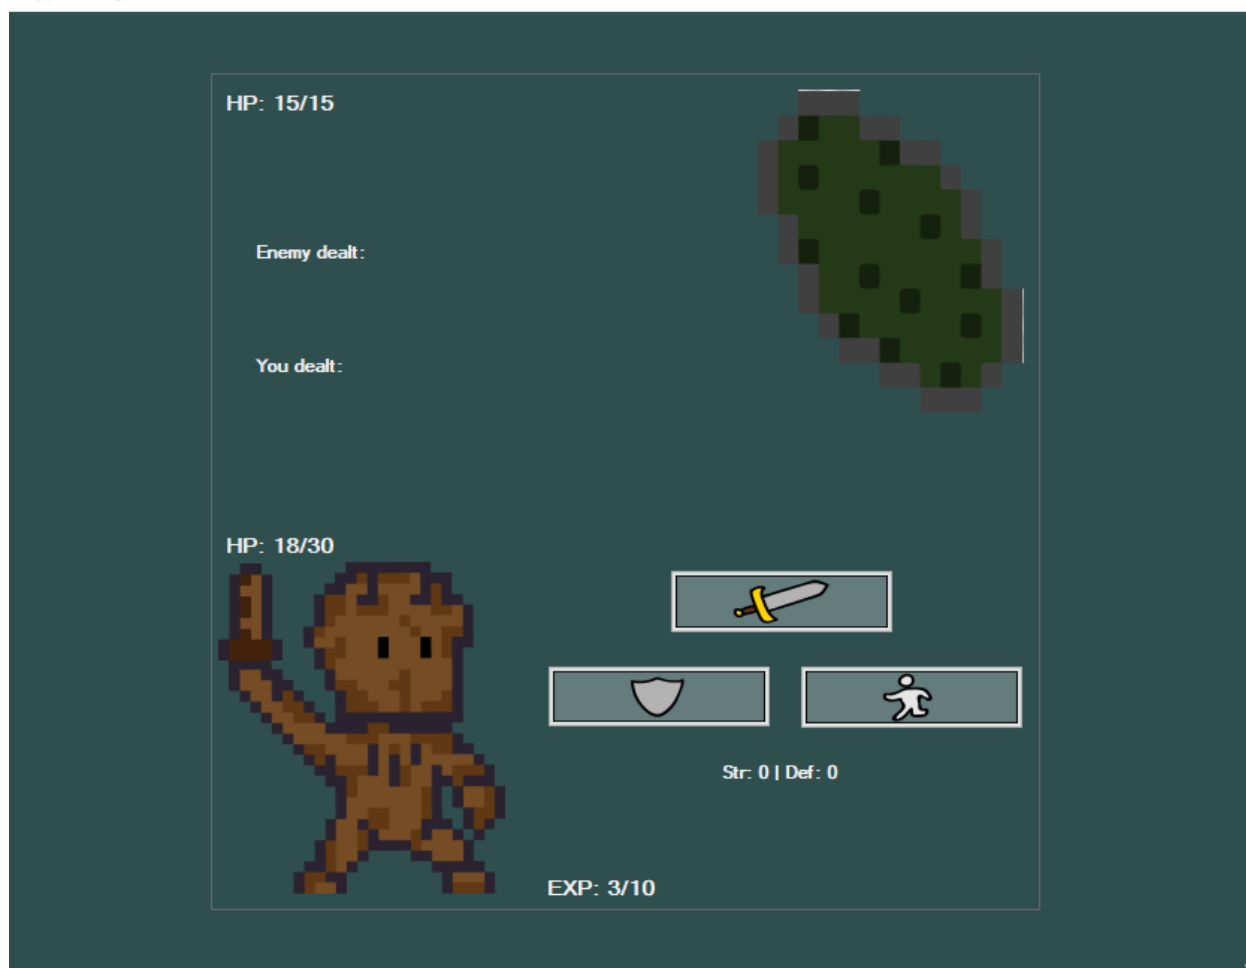 HP: 15/15
Enemy dealt:
You dealt:
HP: 18/30
Str: 0 | Def: 0
EXP: 3/10